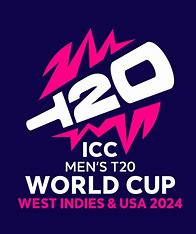 T20
ICC
MEN'S T20
WORLD CUP
WEST INDIES & USA 2024